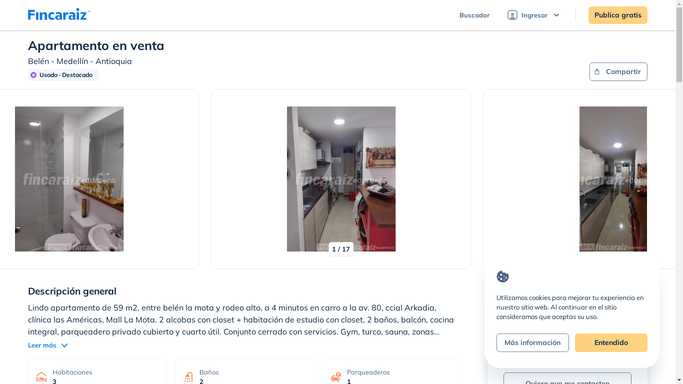 Fincaraiz
Buscador
Ingresar
Publica gratis
Apartamento en venta
Belén - Medellín - Antioquia
Usado - Destacado
Compartir
fincaraiz
fincaraiz
fincaraiz
1 / 17
Descripción general
Lindo apartamento de 59 m2, entre belén la mota y rodeo alto, a 4 minutos en carro a la av. 80, ccial Arkadia,
clínica las Américas, Mall La Mota. 2 alcobas con closet + habitación de estudio con closet, 2 baños, balcón, cocina
integral, parqueadero privado cubierto y cuarto útil. Conjunto cerrado con servicios. Gym, turco, sauna, zonas...
Leer más
Habitaciones
3
Baños
2
Parqueaderos
1
Utilizamos cookies para mejorar tu experiencia en
nuestro sitio web. Al continuar en el sitio
consideramos que aceptas su uso.
Más información
Entendido
Quiero que me contacten